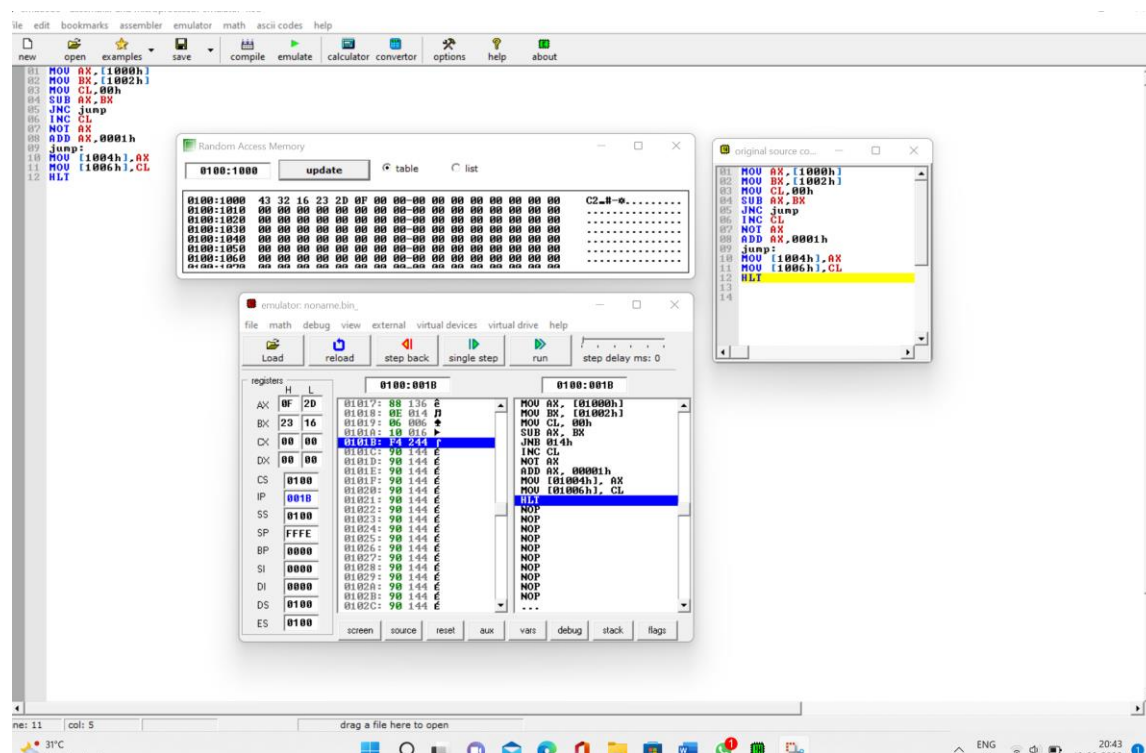 file edit bookmarks assembler emulator math ascii codes help
new open examples save compile emulate calculator convertor options help about
01 MOV AX,[1000h]
02 MOV BX,[1002h]
03 MOV CL,00h
04 SUB AX,BX
05 JNC jump
06 INC CL
07 NOT AX
08 ADD AX,0001h
09 jump:
10 MOV [1004h],AX
11 MOV [1006h],CL
12 HLT
Random Access Memory
0100:1000 update table list
0100:1000 43 32 16 23 2D 0F 00 00-00 00 00 00 00 00 00 00 C2
0100:1010 00 00 00 00 00 00 00 00-00 00 00 00 00 00 00 00 ................
0100:1020 00 00 00 00 00 00 00 00-00 00 00 00 00 00 00 00 ................
0100:1030 00 00 00 00 00 00 00 00-00 00 00 00 00 00 00 00 ................
0100:1040 00 00 00 00 00 00 00 00-00 00 00 00 00 00 00 00 ................
0100:1050 00 00 00 00 00 00 00 00-00 00 00 00 00 00 00 00 ................
0100:1060 00 00 00 00 00 00 00 00-00 00 00 00 00 00 00 00 ................
original source co...
01 MOV AX,[1000h]
02 MOV BX,[1002h]
03 MOV CL,00h
04 SUB AX,BX
05 JNC jump
06 INC CL
07 NOT AX
08 ADD AX,0001h
09 jump:
10 MOV [1004h],AX
11 MOV [1006h],CL
12 HLT
13
14
emulator: noname.bin_
file math debug view external virtual devices virtual drive help
Load reload step back single step run step delay ms: 0
registers
H L
AX 0F 2D
BX 23 16
CX 00 00
DX 00 00
CS 0100
IP 001B
SS 0100
SP FFFE
BP 0000
SI 0000
DI 0000
DS 0100
ES 0100
0100:001B
01017: 88 136 ê
01018: 0E 014 ♫
01019: 06 006 ♠
0101A: 10 016 ►
0101B: F4 244 ⌠
0101C: 90 144 É
0101D: 90 144 É
0101E: 90 144 É
0101F: 90 144 É
01020: 90 144 É
01021: 90 144 É
01022: 90 144 É
01023: 90 144 É
01024: 90 144 É
01025: 90 144 É
01026: 90 144 É
01027: 90 144 É
01028: 90 144 É
01029: 90 144 É
0102A: 90 144 É
0102B: 90 144 É
0102C: 90 144 É
0100:001B
MOV AX, [01000h]
MOV BX, [01002h]
MOV CL, 00h
SUB AX, BX
JNB 014h
INC CL
NOT AX
ADD AX, 00001h
MOV [01004h], AX
MOV [01006h], CL
HLT
NOP
NOP
NOP
NOP
NOP
NOP
NOP
NOP
NOP
NOP
...
screen source reset aux vars debug stack flags
line: 11 col: 5 drag a file here to open
31°C ENG 20:43